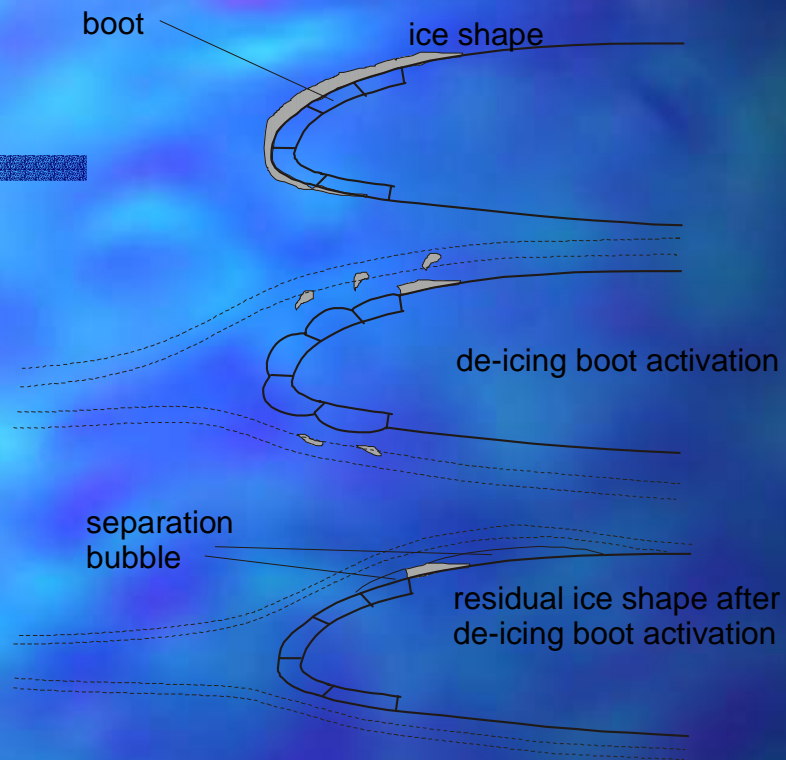 boot
ice shape
de-icing boot activation
separation
bubble
residual ice shape after
de-icing boot activation